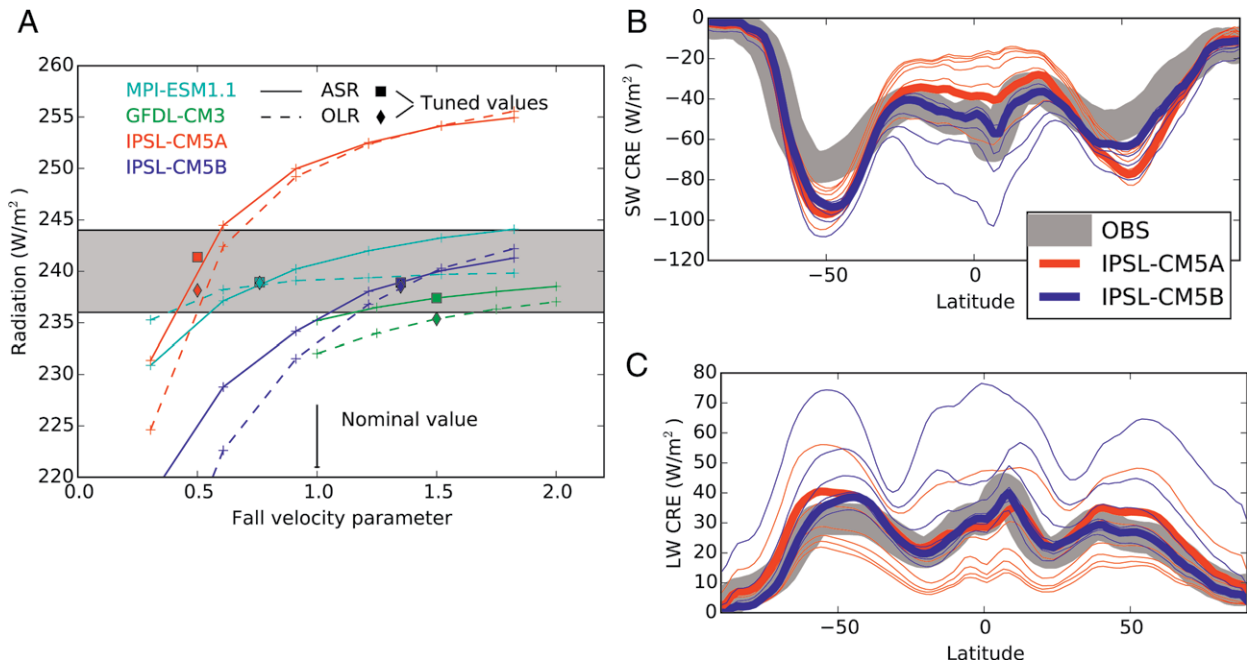 A
260
255
250
245
240
235
230
225
220
Radiation (W/m²)
MPI-ESM1.1
GFDL-CM3
IPSL-CM5A
IPSL-CM5B
ASR
OLR
Tuned values
Nominal value
0.0 0.5 1.0 1.5 2.0
Fall velocity parameter
B
0
−20
−40
−60
−80
−100
−120
SW CRE (W/m²)
−50 0 50
Latitude
OBS
IPSL-CM5A
IPSL-CM5B
C
80
70
60
50
40
30
20
10
0
LW CRE (W/m²)
−50 0 50
Latitude